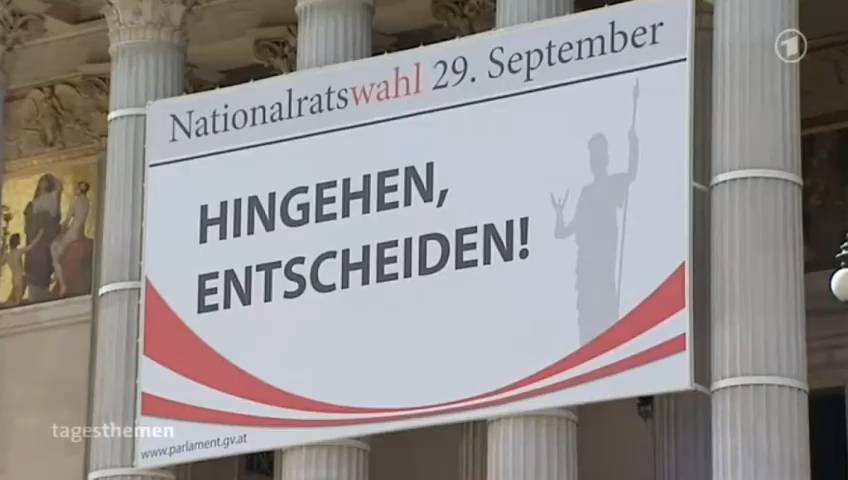 Nationalratswahl 29. September
HINGEHEN,
ENTSCHEIDEN!
www.parlament.gv.at
tagesthemen
1